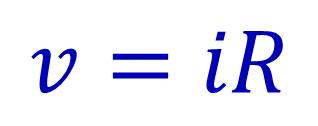 v = iR